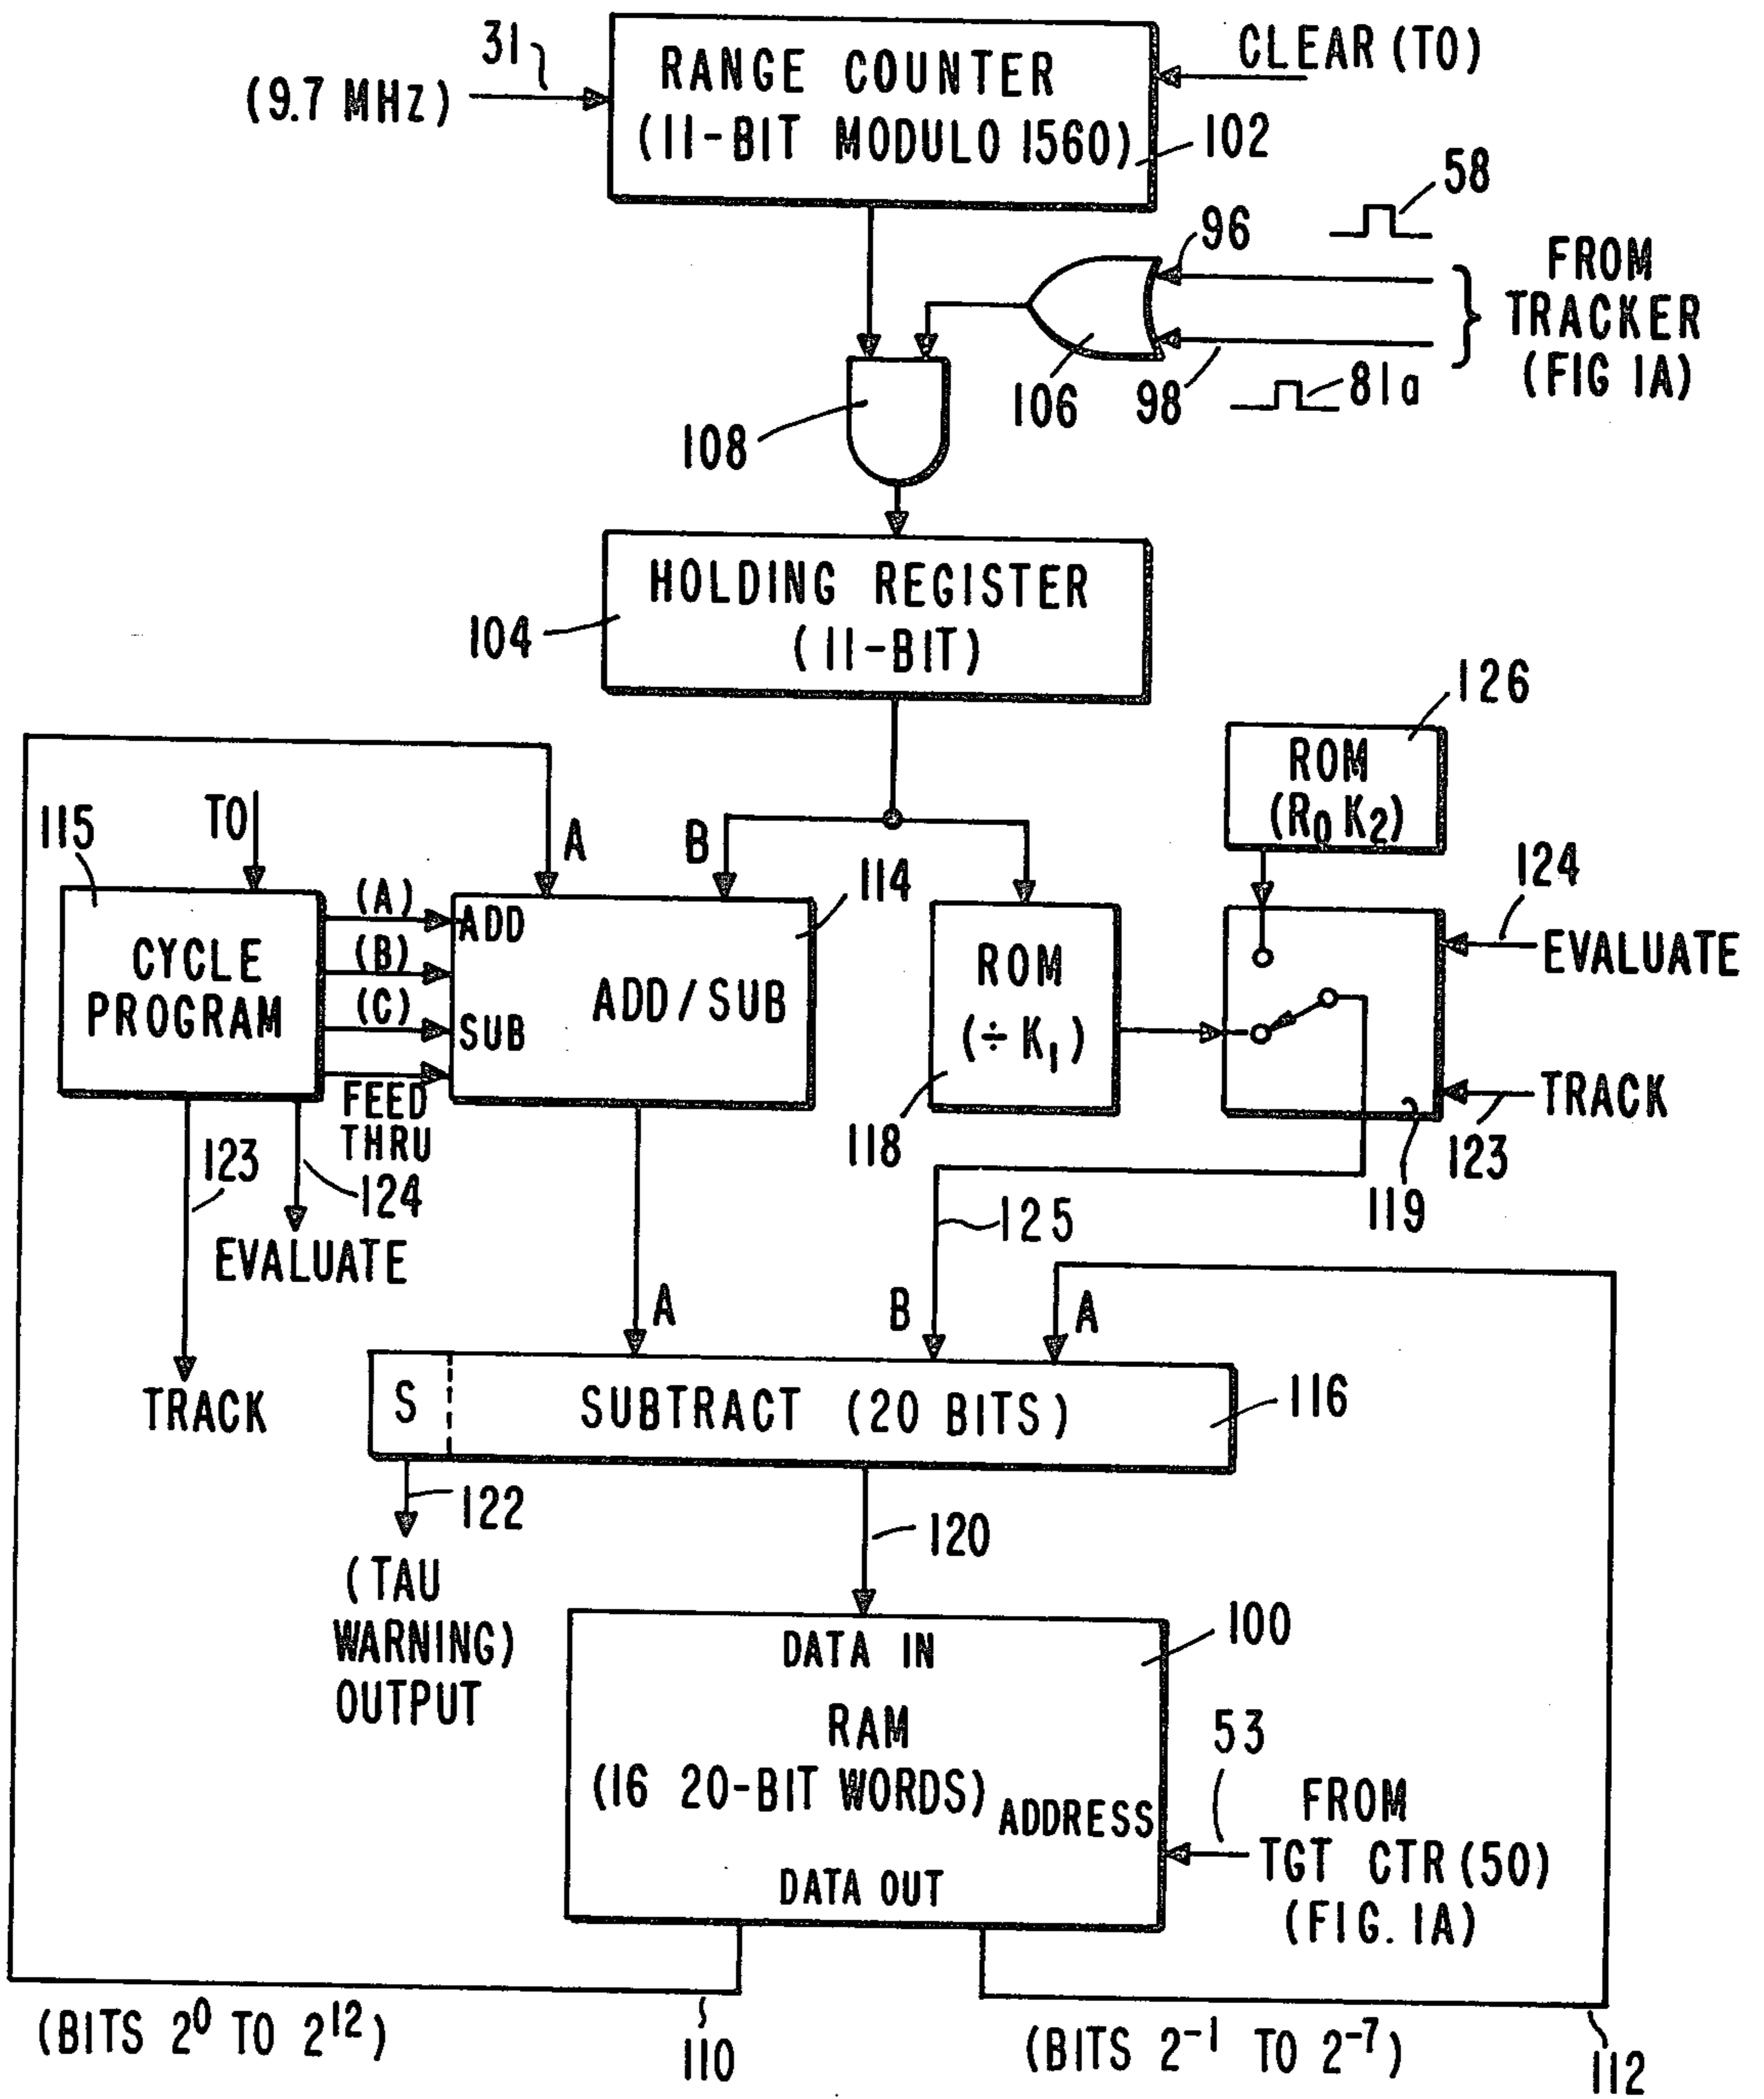 31
(9.7 MHz)
RANGE COUNTER
(11-BIT MODULO 1560)
CLEAR (TO)
102
58
96
FROM
TRACKER
(FIG 1A)
106
98
81a
108
HOLDING REGISTER
(11-BIT)
104
126
ROM
(R0 K2)
115
TO
A
B
114
124
(A)
(B)
(C)
ADD
SUB
FEED
THRU
CYCLE
PROGRAM
ADD/SUB
ROM
(÷ K1)
118
EVALUATE
TRACK
123
119
123
124
EVALUATE
TRACK
125
A
B
A
S
SUBTRACT (20 BITS)
116
122
(TAU
WARNING)
OUTPUT
120
100
DATA IN
RAM
(16 20-BIT WORDS)
ADDRESS
DATA OUT
53
FROM
TGT CTR (50)
(FIG. 1A)
(BITS 2⁰ TO 2¹²)
110
(BITS 2⁻¹ TO 2⁻⁷)
112